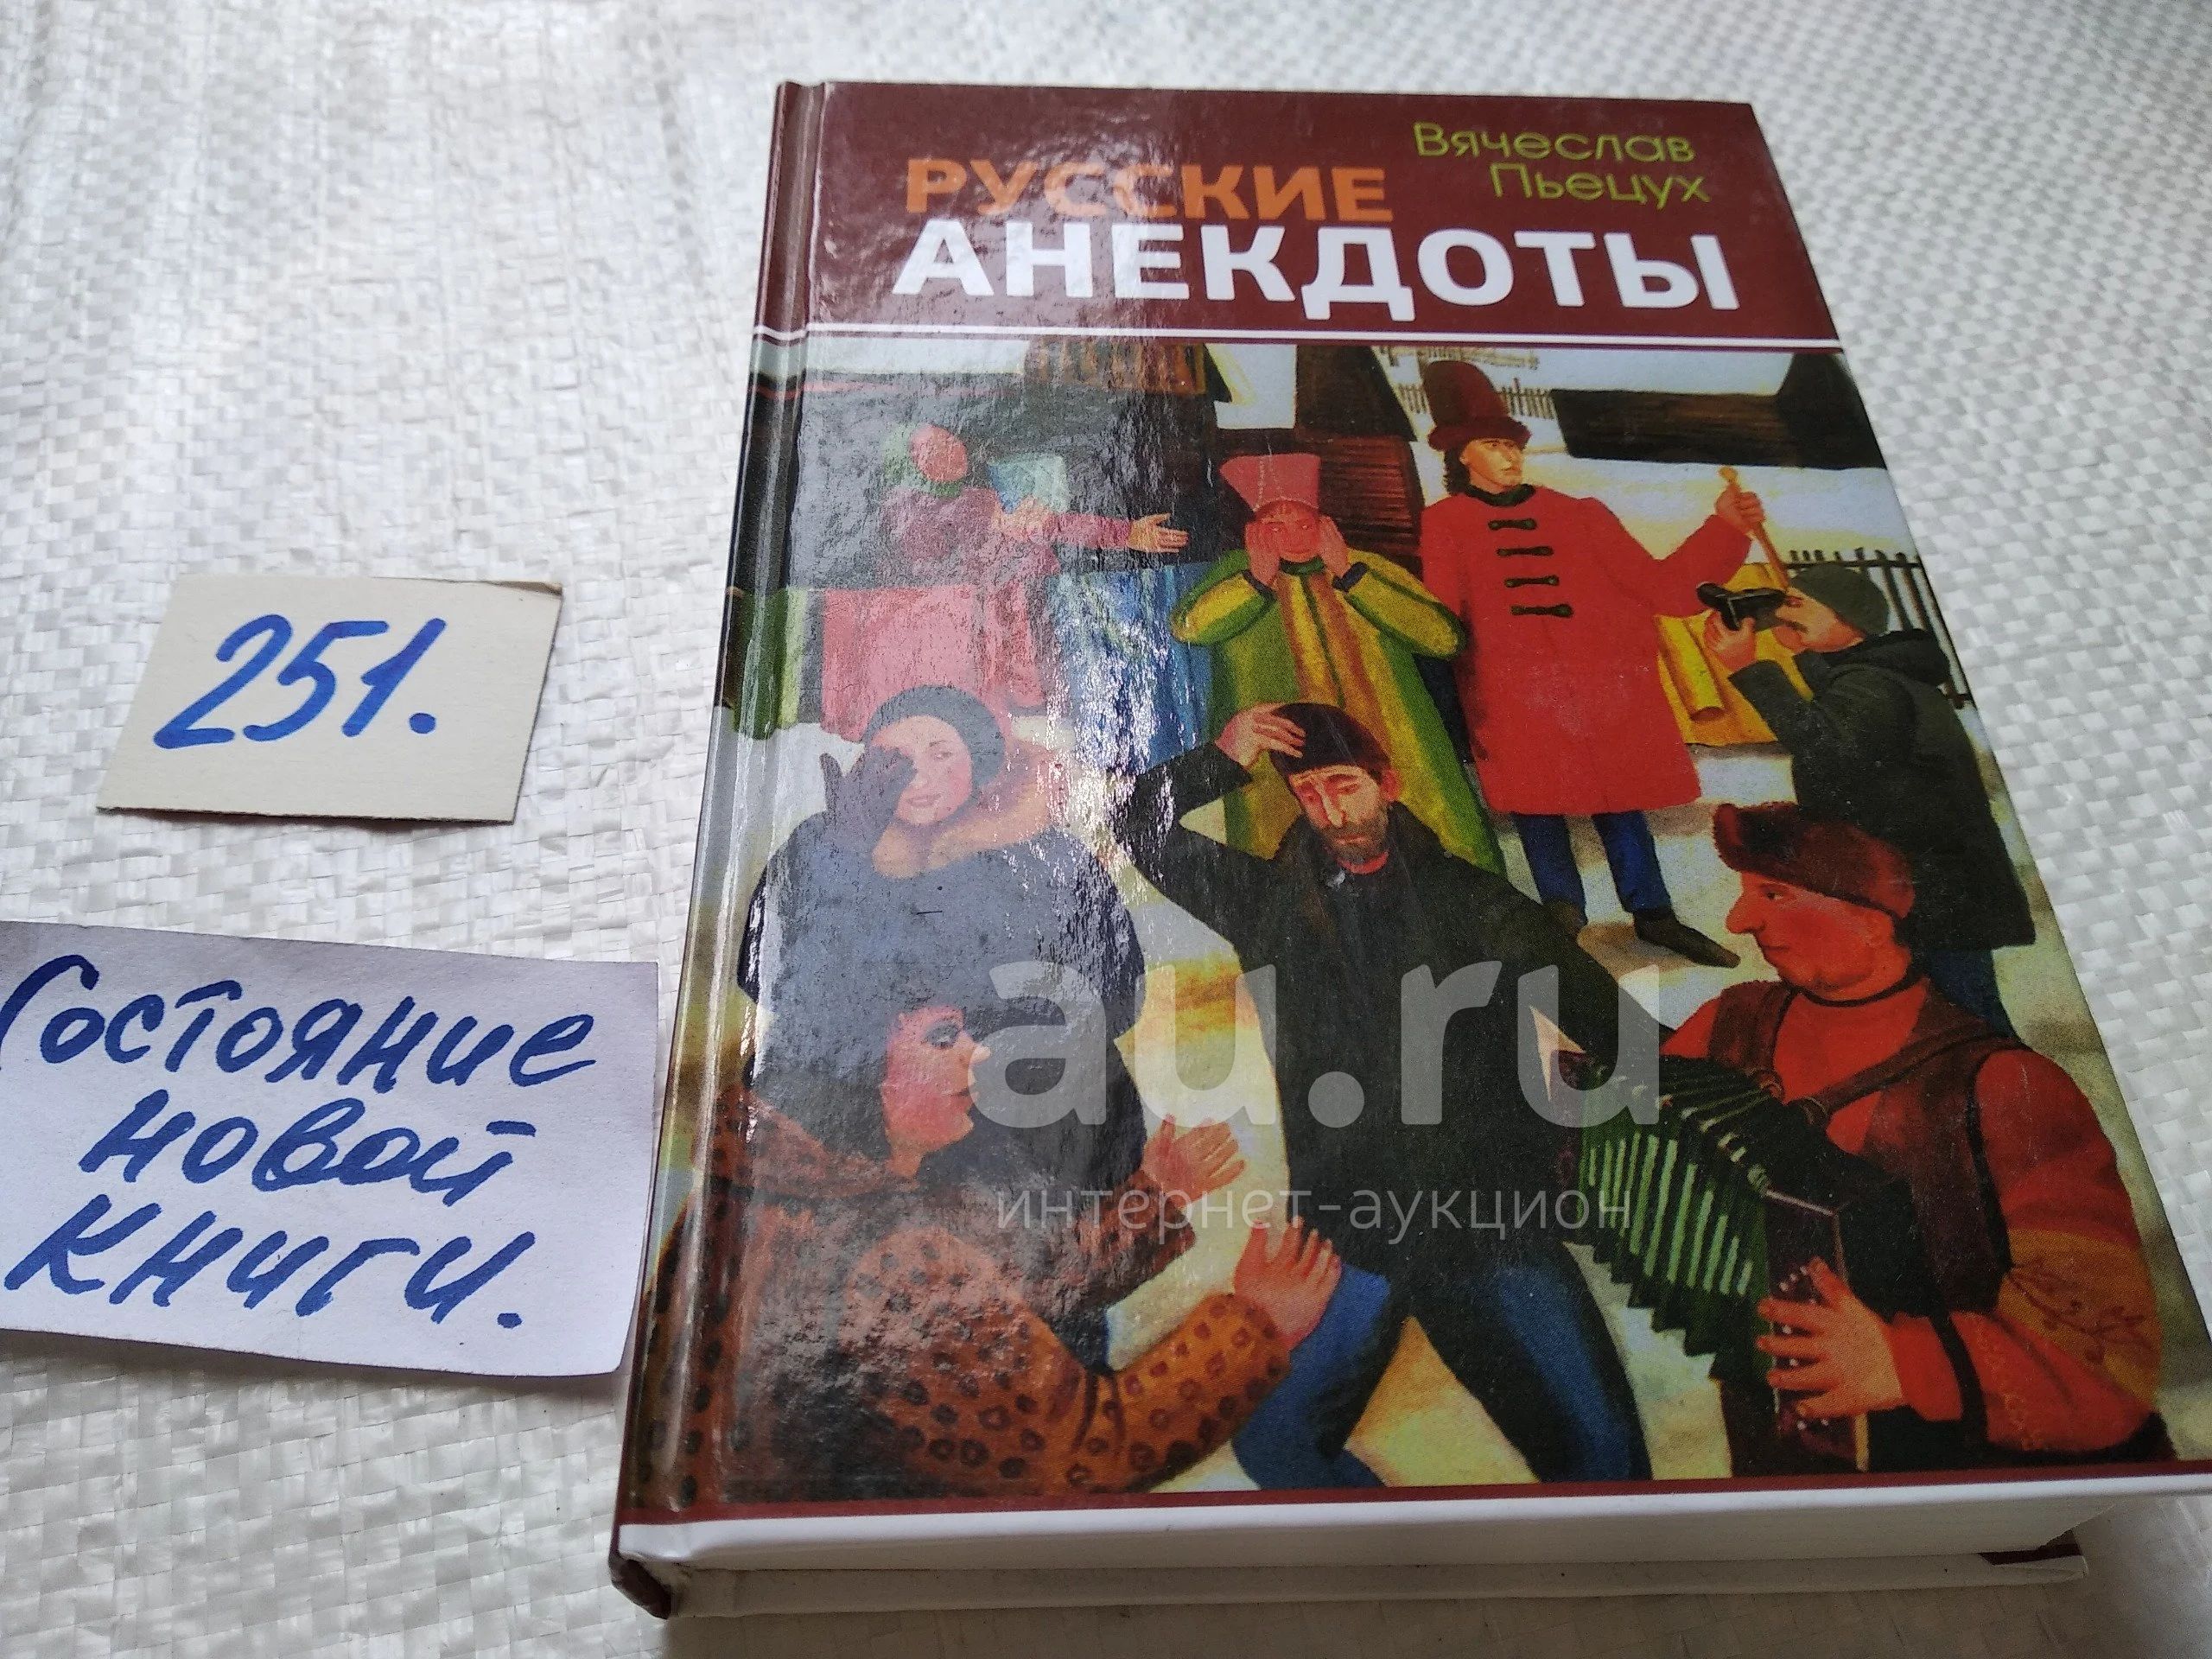 Вячеслав
Пьецух
РУССКИЕ
АНЕКДОТЫ
251.
Состояние
новой
книги.
au.ru
интернет-аукцион